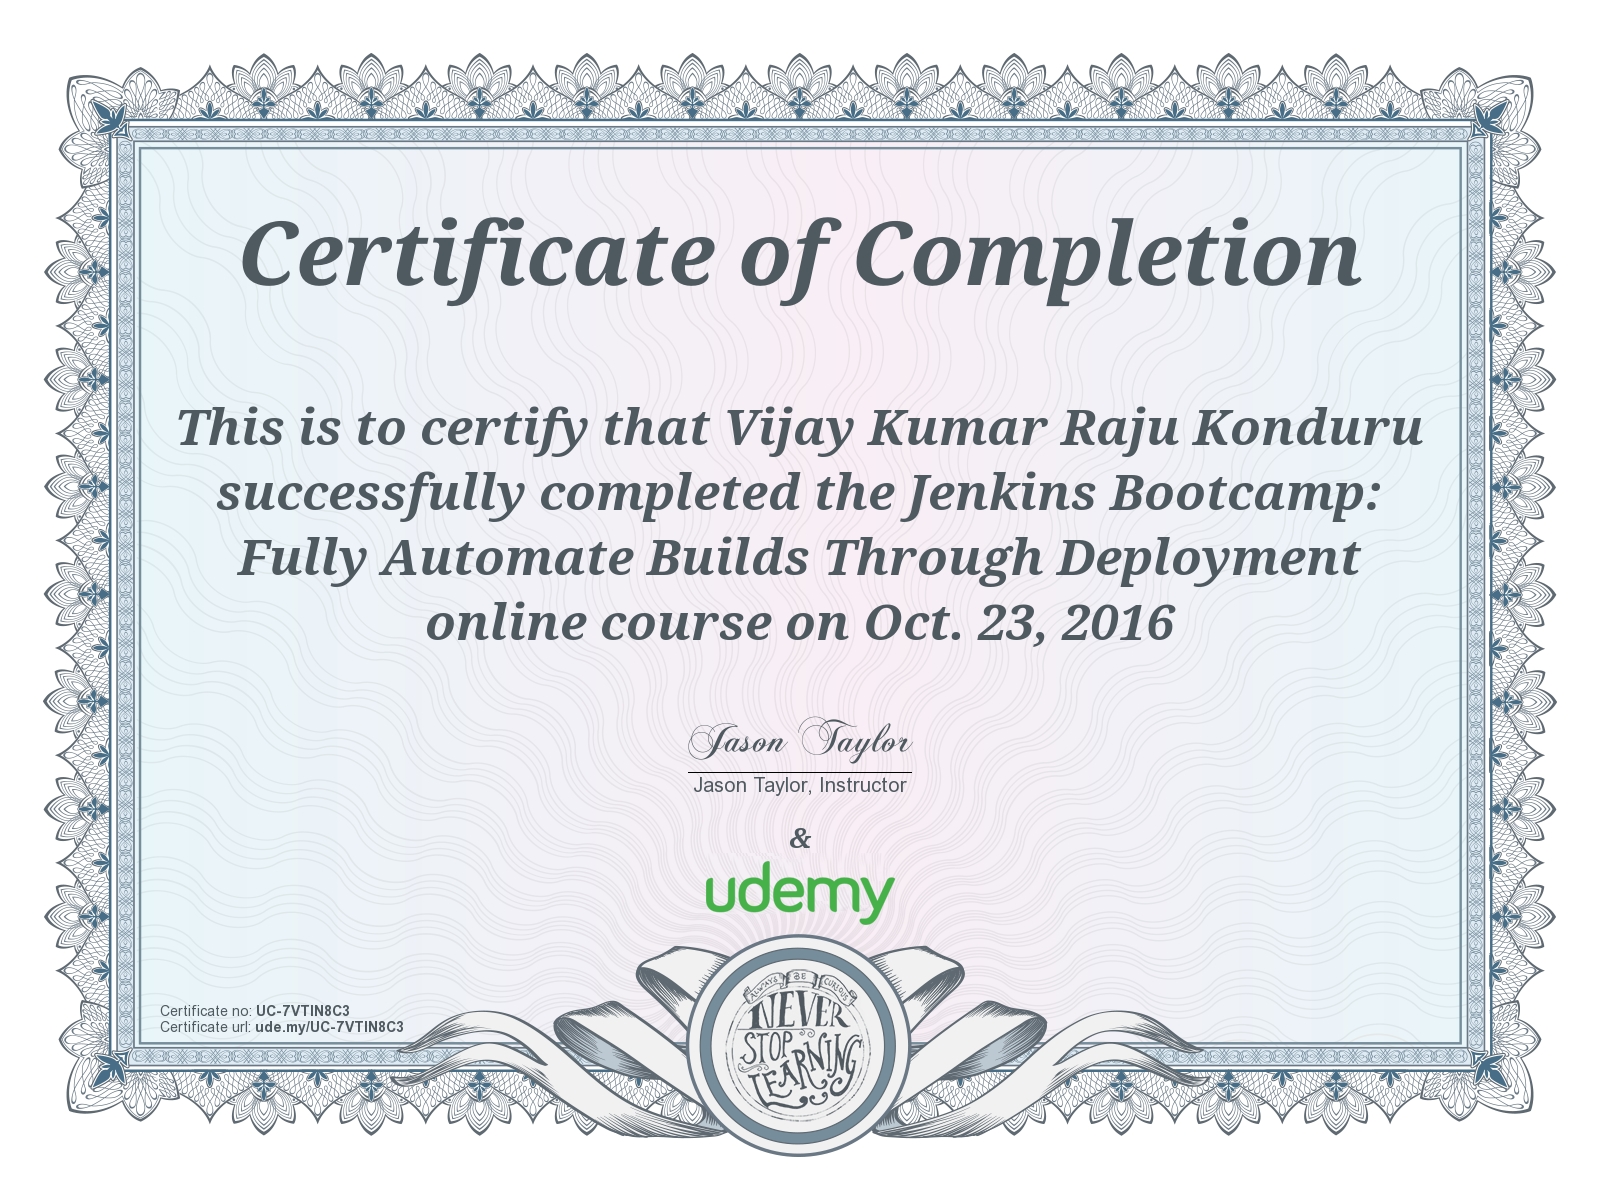 Certificate of Completion
This is to certify that Vijay Kumar Raju Konduru
successfully completed the Jenkins Bootcamp:
Fully Automate Builds Through Deployment
online course on Oct. 23, 2016
Jason Taylor
Jason Taylor, Instructor
&
udemy
Certificate no: UC-7VTIN8C3
Certificate url: ude.my/UC-7VTIN8C3
ALWAYS BE CURIOUS
NEVER
STOP
LEARNING